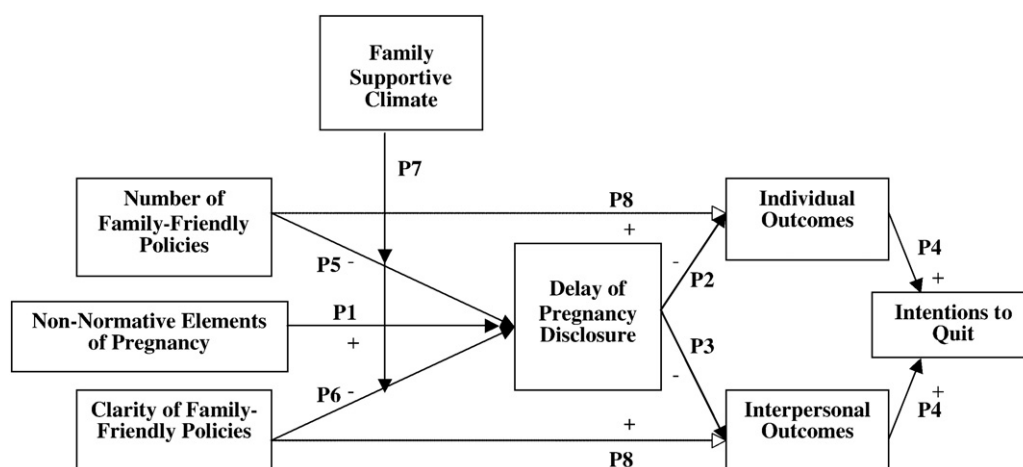 Family
Supportive
Climate
P7
Number of
Family-Friendly
Policies
P8
+
Individual
Outcomes
P5 -
- P2
P4
+
Delay of
Pregnancy
Disclosure
Non-Normative Elements
of Pregnancy
P1
+
Intentions to
Quit
P3
-
P6 -
Clarity of Family-
Friendly Policies
+
P8
Interpersonal
Outcomes
+
P4